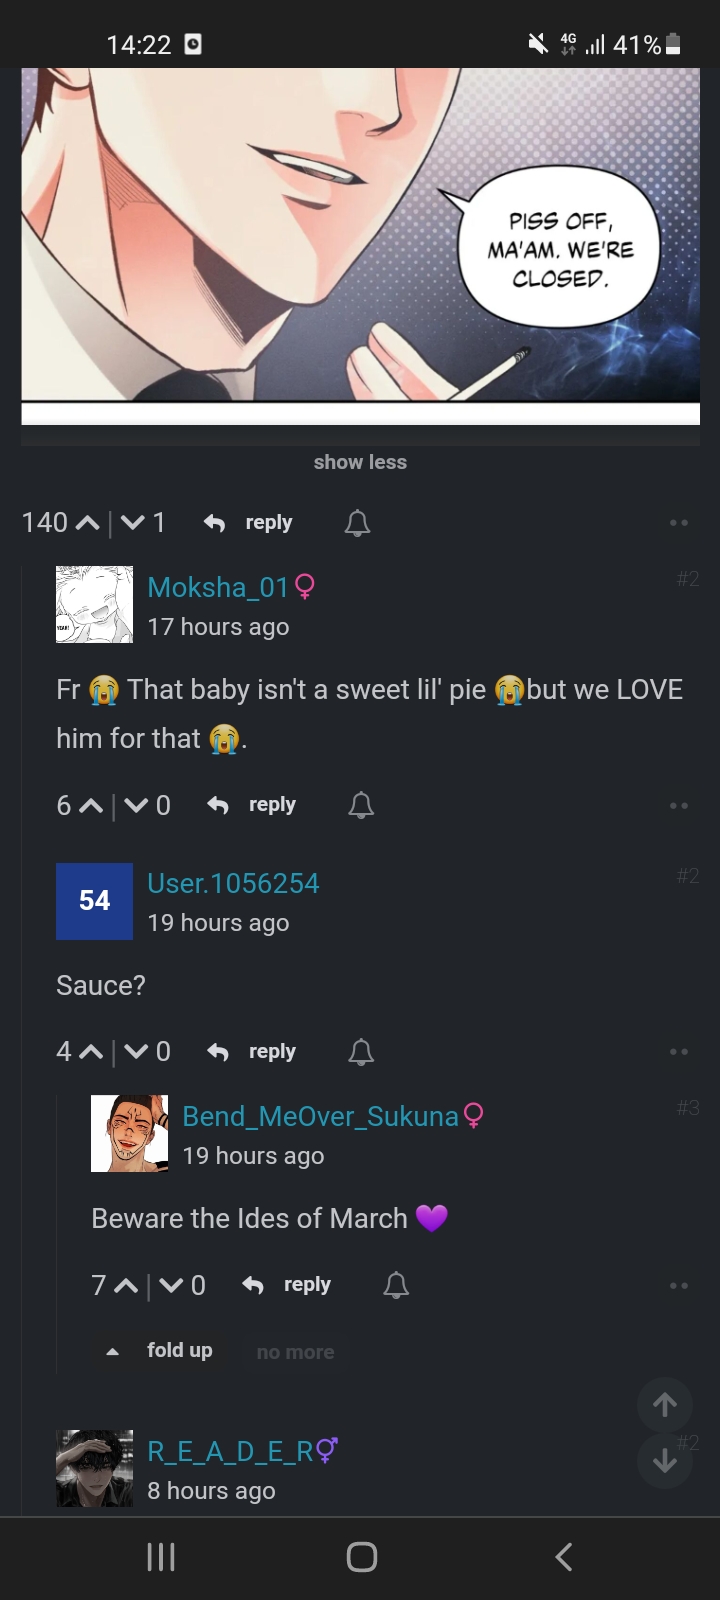 14:22
4G
41%
PISS OFF,
MA'AM. WE'RE
CLOSED.
show less
140 | 1 reply
Moksha_01 #2
17 hours ago
YEAH!
Fr 😭 That baby isn't a sweet lil' pie 😭but we LOVE
him for that 😭.
6 | 0 reply
54
User.1056254 #2
19 hours ago
Sauce?
4 | 0 reply
Bend_MeOver_Sukuna #3
19 hours ago
Beware the Ides of March 💜
7 | 0 reply
fold up no more
R_E_A_D_E_R #2
8 hours ago